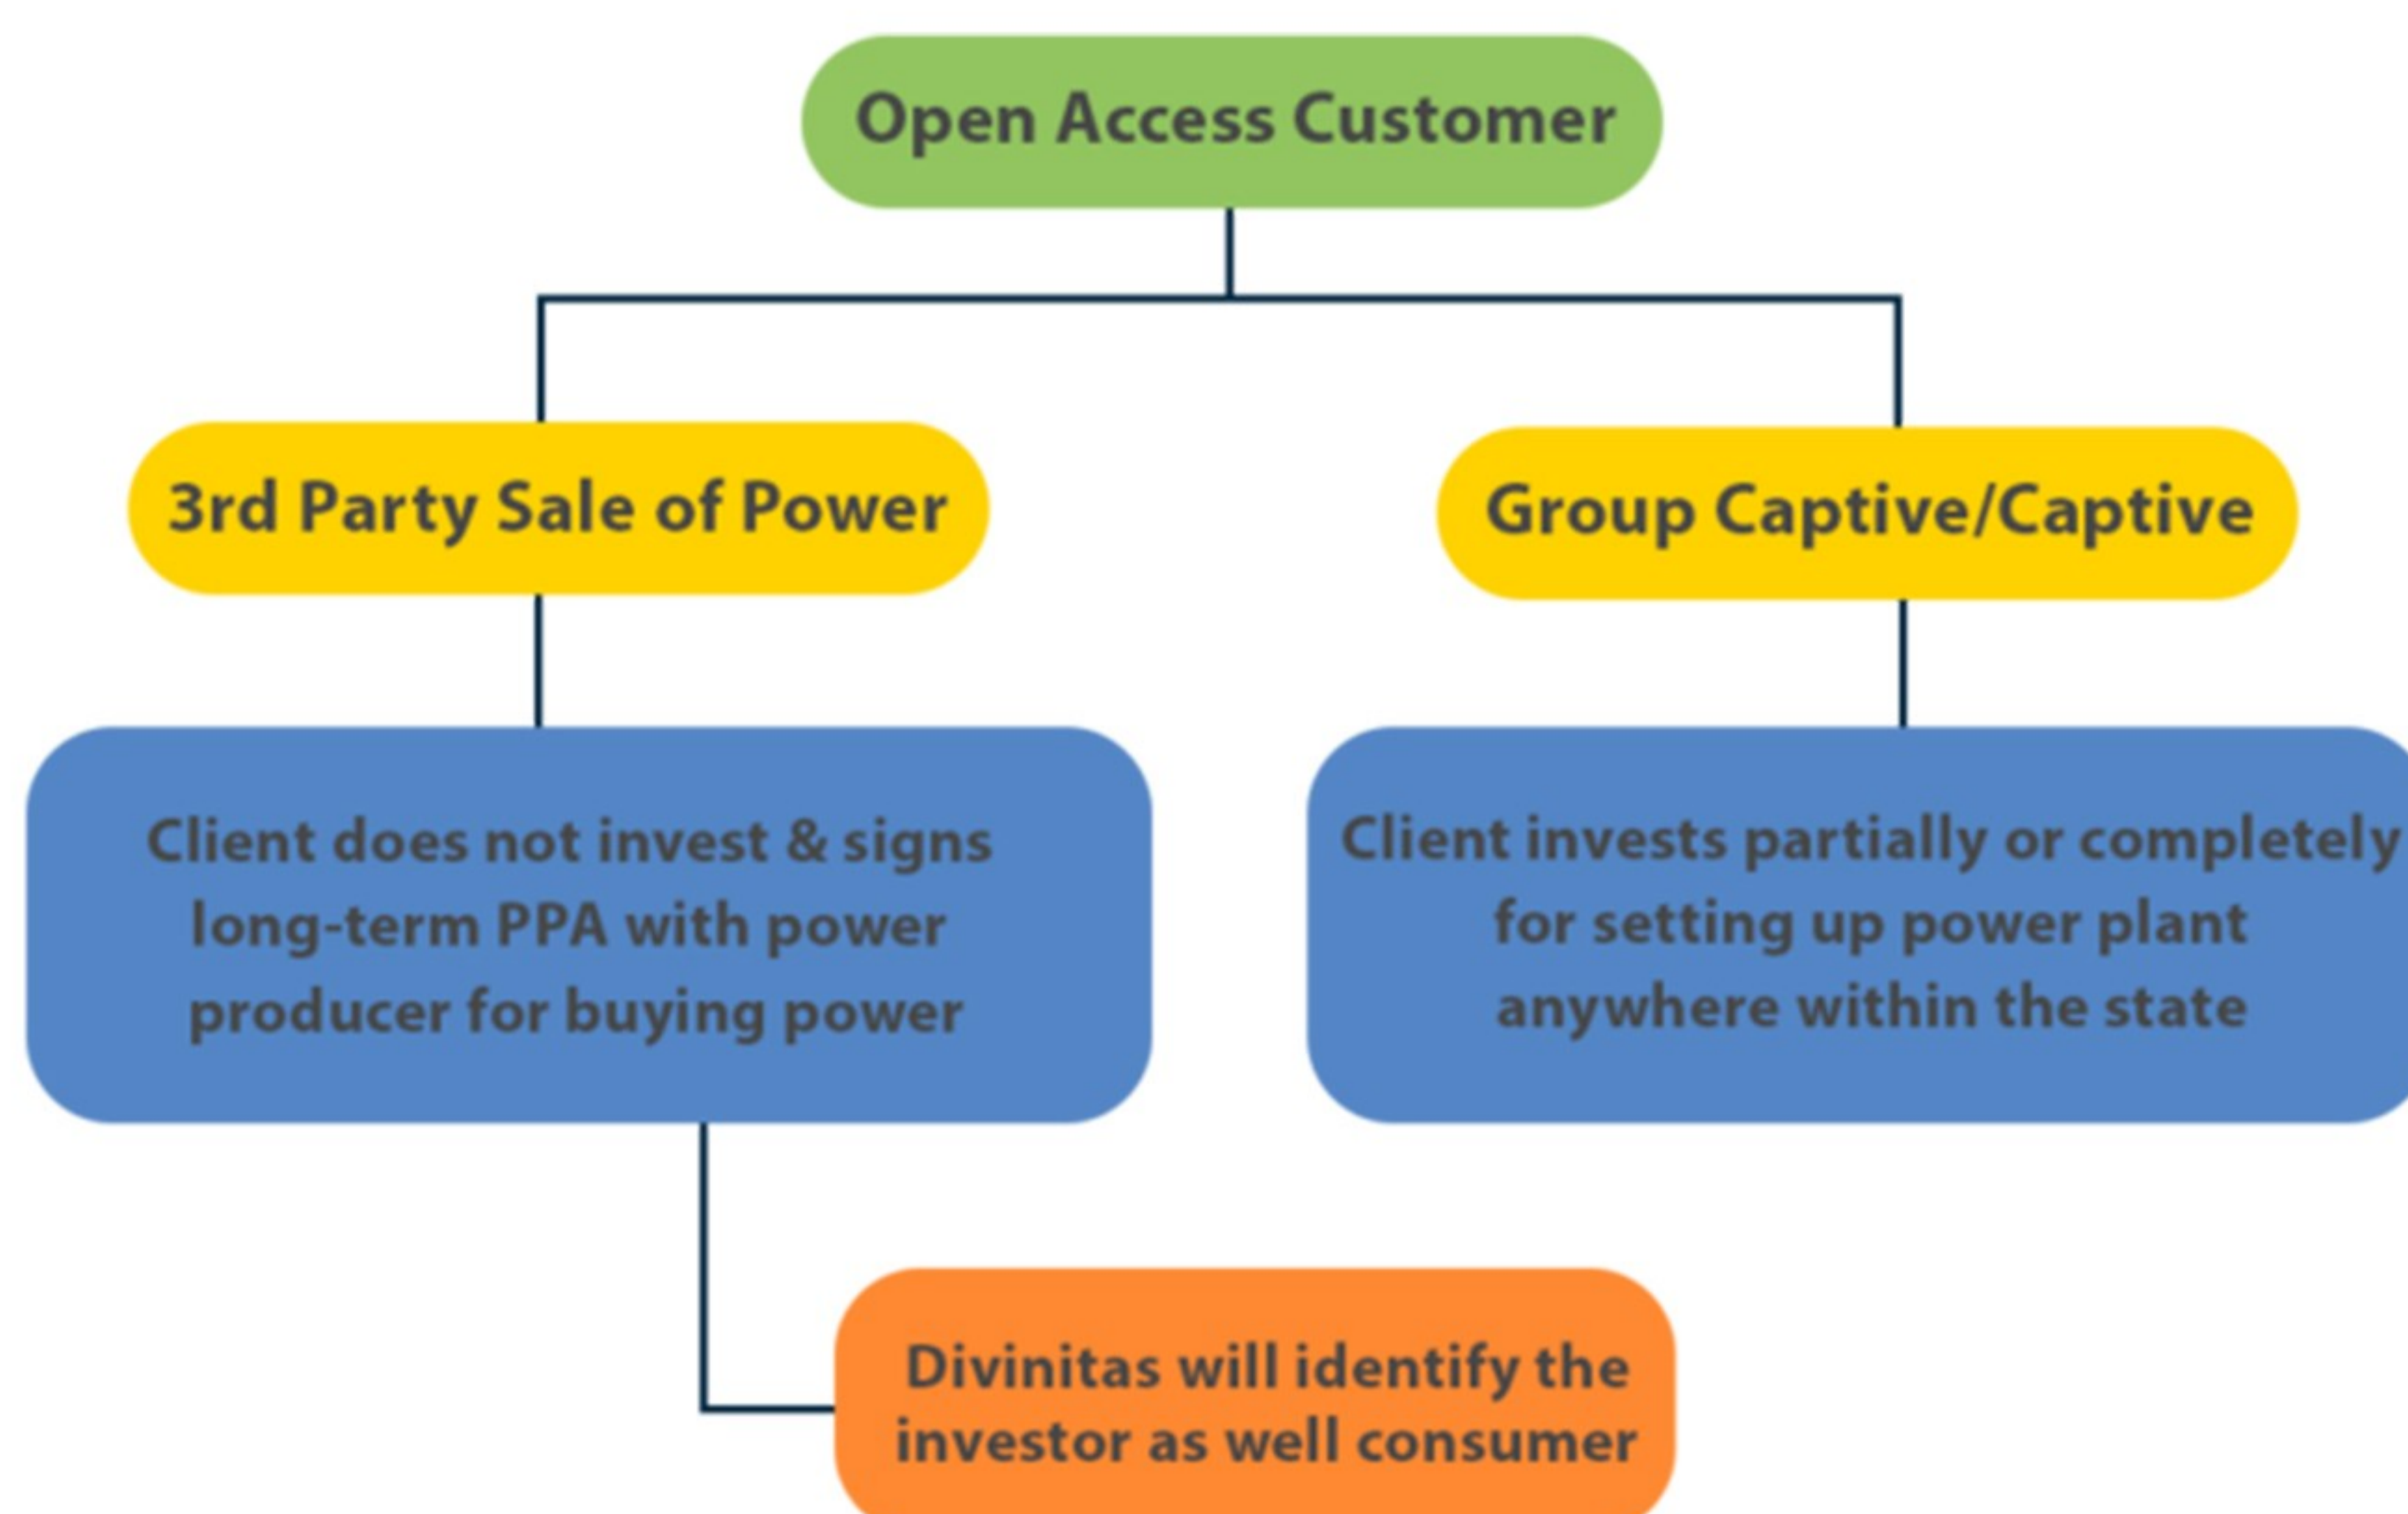 Open Access Customer
3rd Party Sale of Power
Group Captive/Captive
Client does not invest & signs
long-term PPA with power
producer for buying power
Client invests partially or completely
for setting up power plant
anywhere within the state
Divinitas will identify the
investor as well consumer